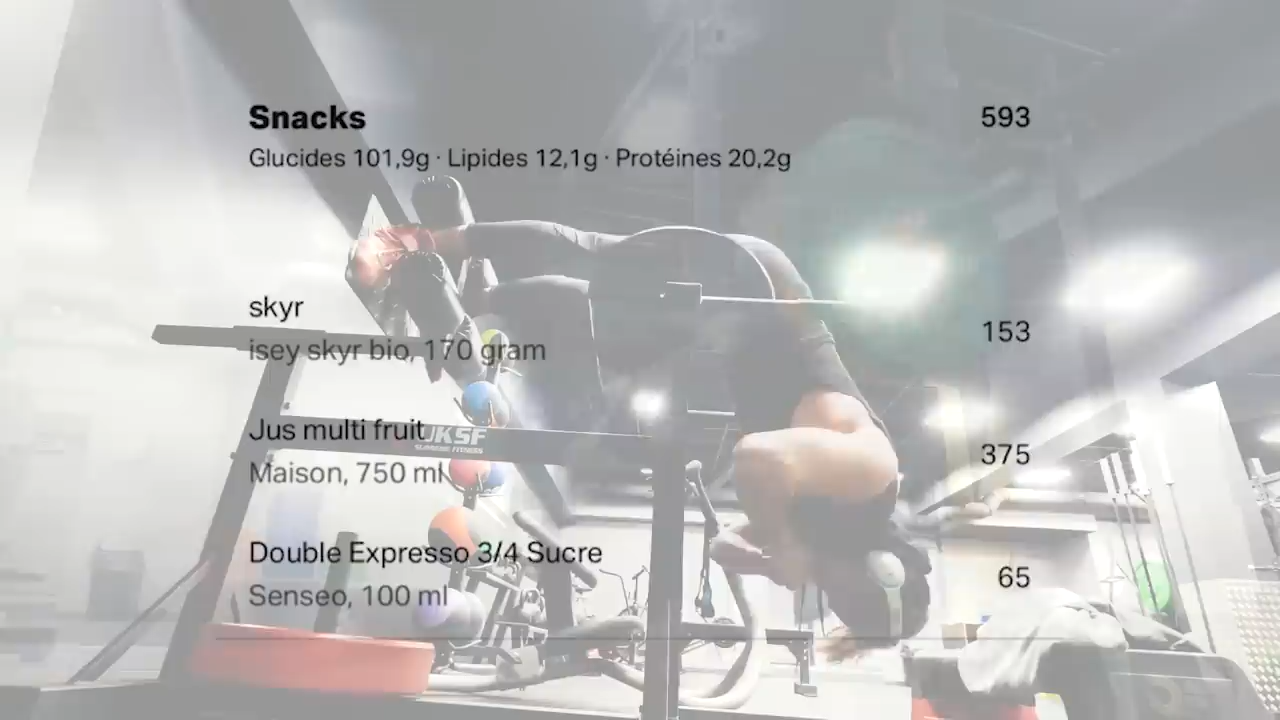 Snacks 593
Glucides 101,9g · Lipides 12,1g · Protéines 20,2g
skyr
isey skyr bio, 170 gram 153
Jus multi fruit
Maison, 750 ml 375
Double Expresso 3/4 Sucre
Senseo, 100 ml 65
UKSF